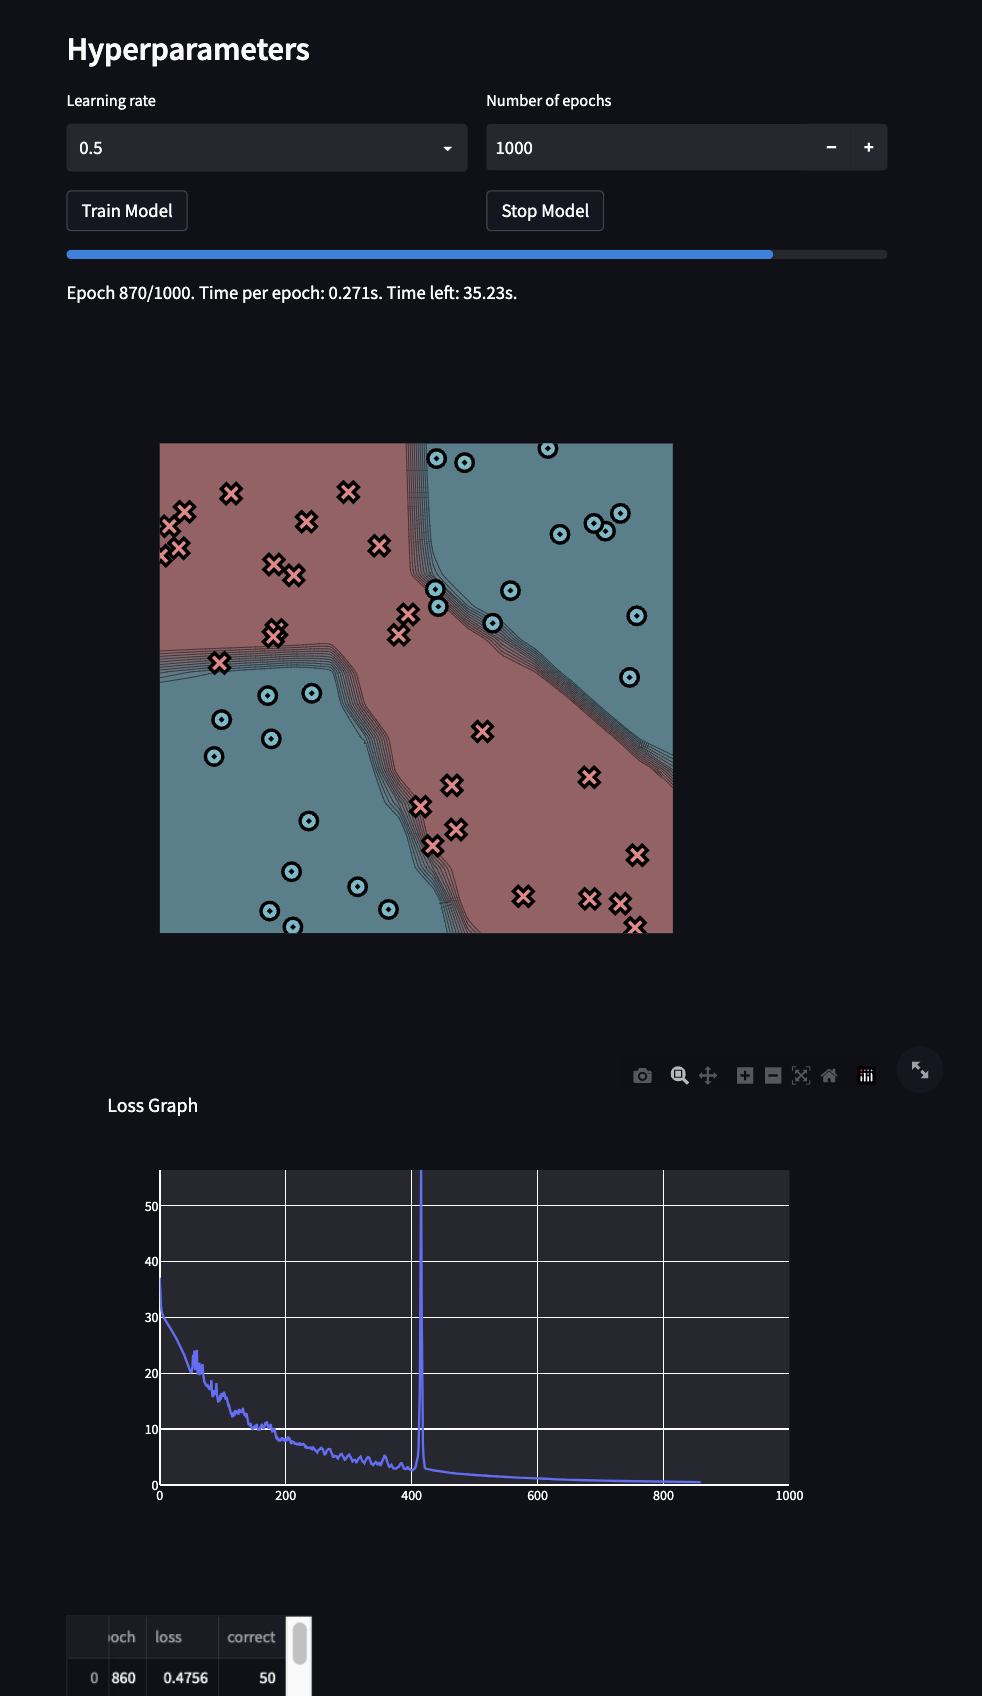 Hyperparameters
Learning rate
Number of epochs
0.5
1000
Train Model
Stop Model
Epoch 870/1000. Time per epoch: 0.271s. Time left: 35.23s.
Loss Graph
50
40
30
20
10
0
0 200 400 600 800 1000
och loss correct
0 860 0.4756 50